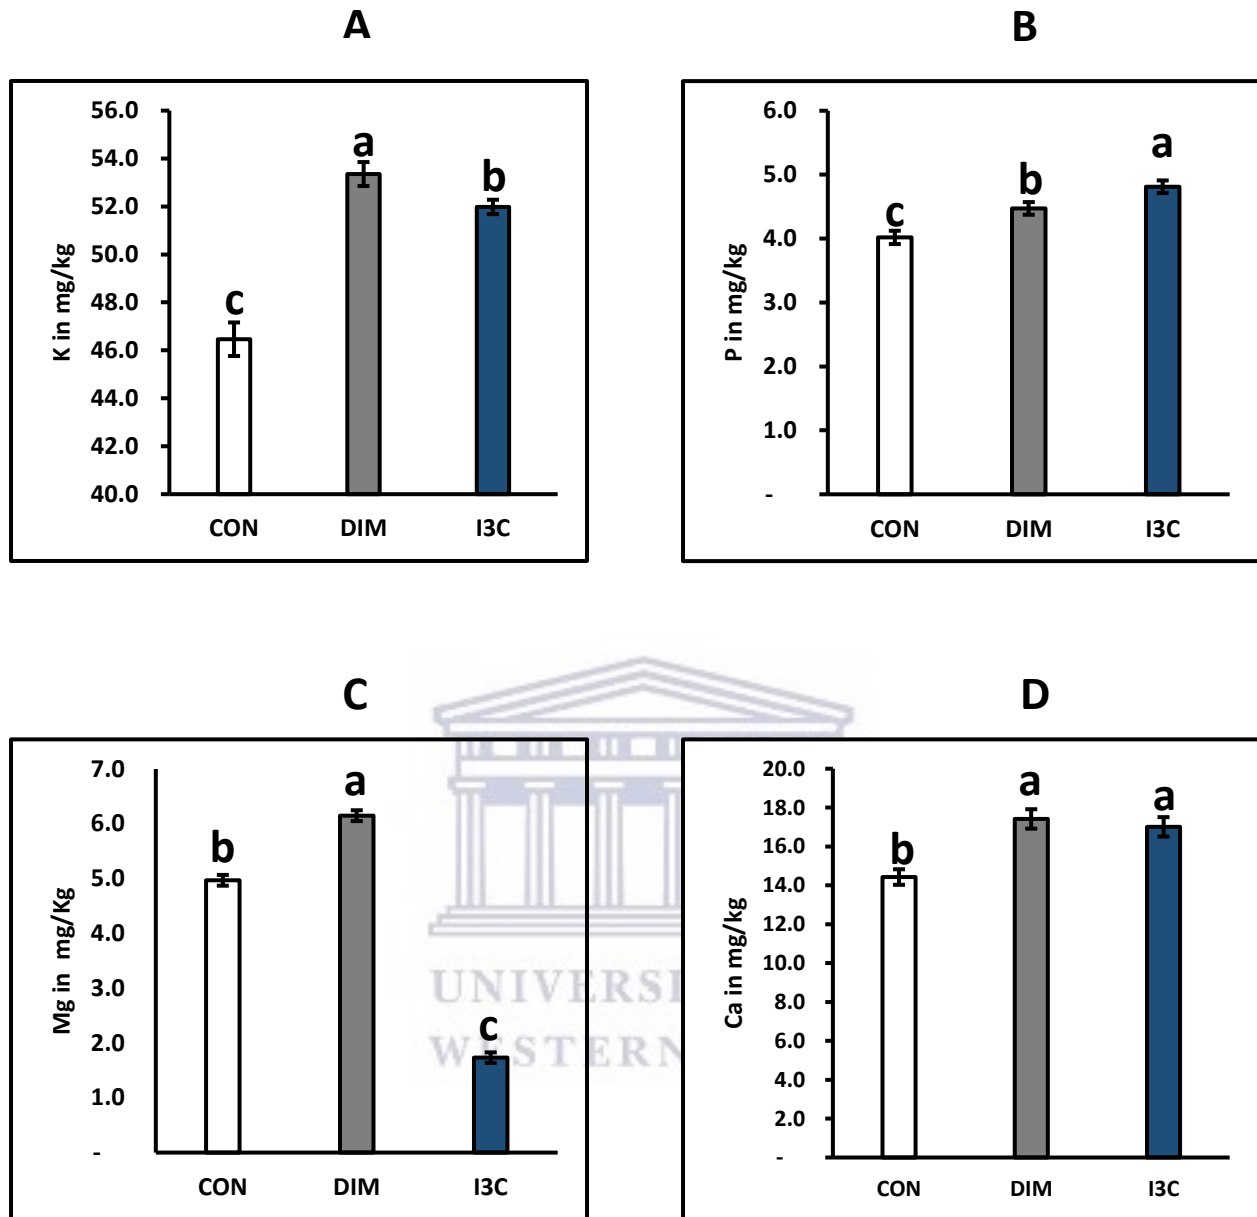 A
56.0
54.0
52.0
50.0
48.0
46.0
44.0
42.0
40.0
K in mg/kg
c
a
b
CON DIM I3C
B
6.0
5.0
4.0
3.0
2.0
1.0
-
P in mg/kg
c
b
a
CON DIM I3C
C
7.0
6.0
5.0
4.0
3.0
2.0
1.0
-
Mg in mg/Kg
b
a
c
CON DIM I3C
D
20.0
18.0
16.0
14.0
12.0
10.0
8.0
6.0
4.0
2.0
-
Ca in mg/kg
b
a
a
CON DIM I3C
UNIVERSI
WESTERN